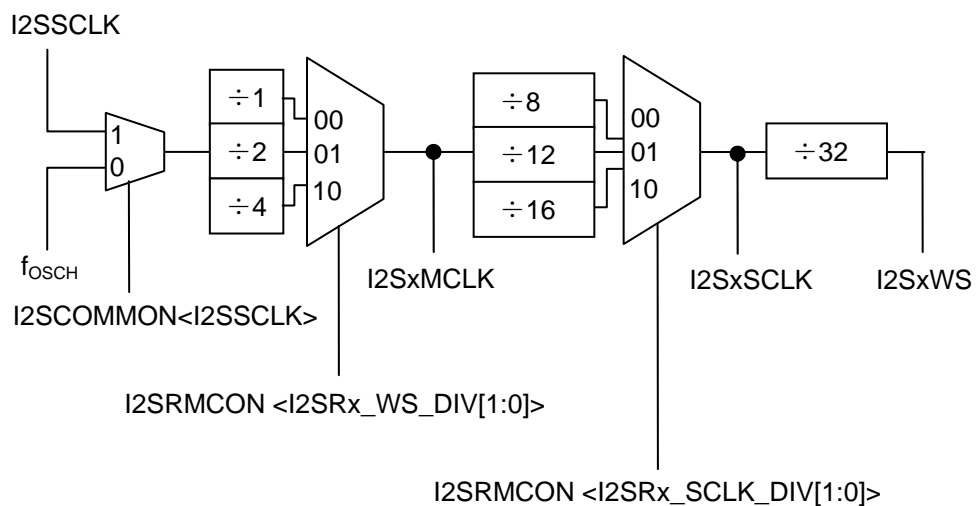 I2SSCLK
÷1
÷2
÷4
00
01
10
1
0
÷8
÷12
÷16
00
01
10
÷32
fOSCH
I2SxMCLK
I2SxSCLK
I2SxWS
I2SCOMMON<I2SSCLK>
I2SRMCON <I2SRx_WS_DIV[1:0]>
I2SRMCON <I2SRx_SCLK_DIV[1:0]>